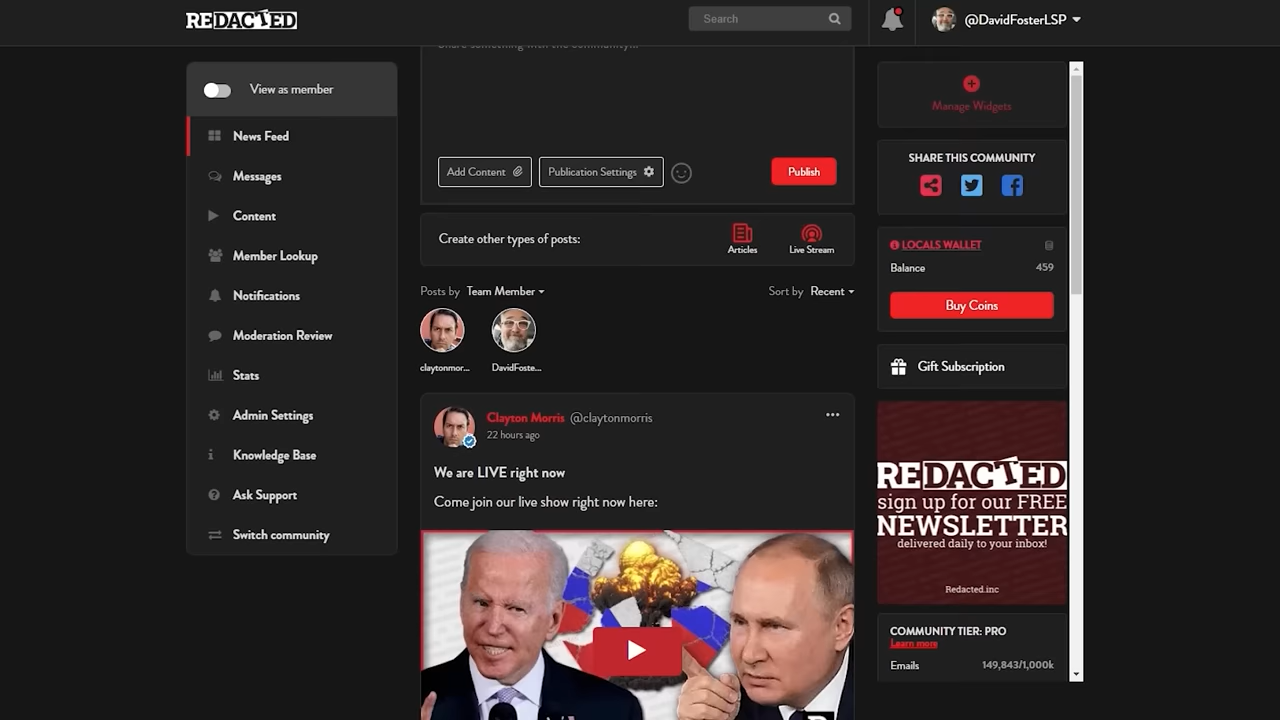 REDACTED
Search
@DavidFosterLSP
Share something with the community...
View as member
News Feed
Messages
Content
Member Lookup
Notifications
Moderation Review
Stats
Admin Settings
Knowledge Base
Ask Support
Switch community
Add Content
Publication Settings
Publish
Create other types of posts:
Articles
Live Stream
Posts by Team Member
Sort by Recent
claytonmor...
DavidFoste...
Clayton Morris @claytonmorris
22 hours ago
We are LIVE right now
Come join our live show right now here:
Manage Widgets
SHARE THIS COMMUNITY
LOCALS WALLET
Balance 459
Buy Coins
Gift Subscription
REDACTED
sign up for our FREE
NEWSLETTER
delivered daily to your inbox!
Redacted.inc
COMMUNITY TIER: PRO
Learn more
Emails 149,843/1,000k